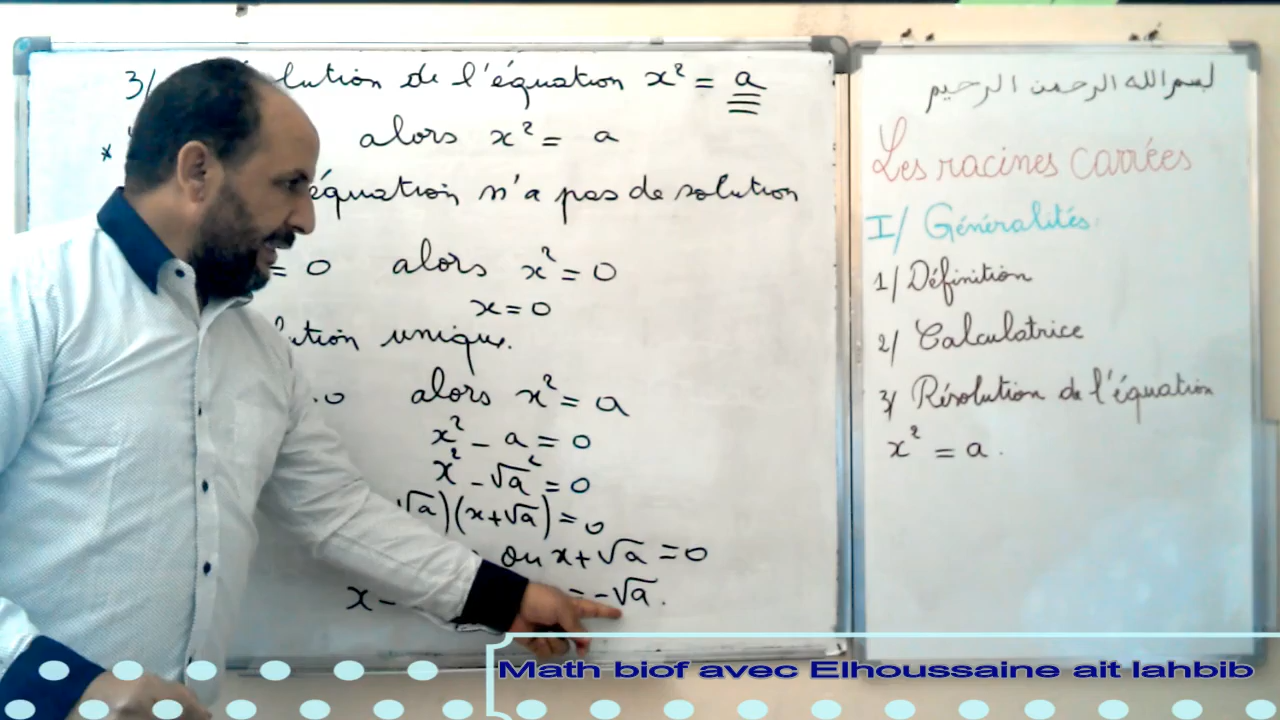 3/ lution de l'équation x² = a
* alors x² = a
équation n'a pas de solution
= 0 alors x² = 0
x = 0
lution unique.
0 alors x² = a
x² - a = 0
x² - √a² = 0
√a)(x+√a) = 0
ou x+√a = 0
x - = -√a.
بسم الله الرحمن الرحيم
Les racines carrées
I/ Généralités:
1/ Définition
2/ Calculatrice
3/ Résolution de l'équation
x² = a.
Math biof avec Elhoussaine ait lahbib